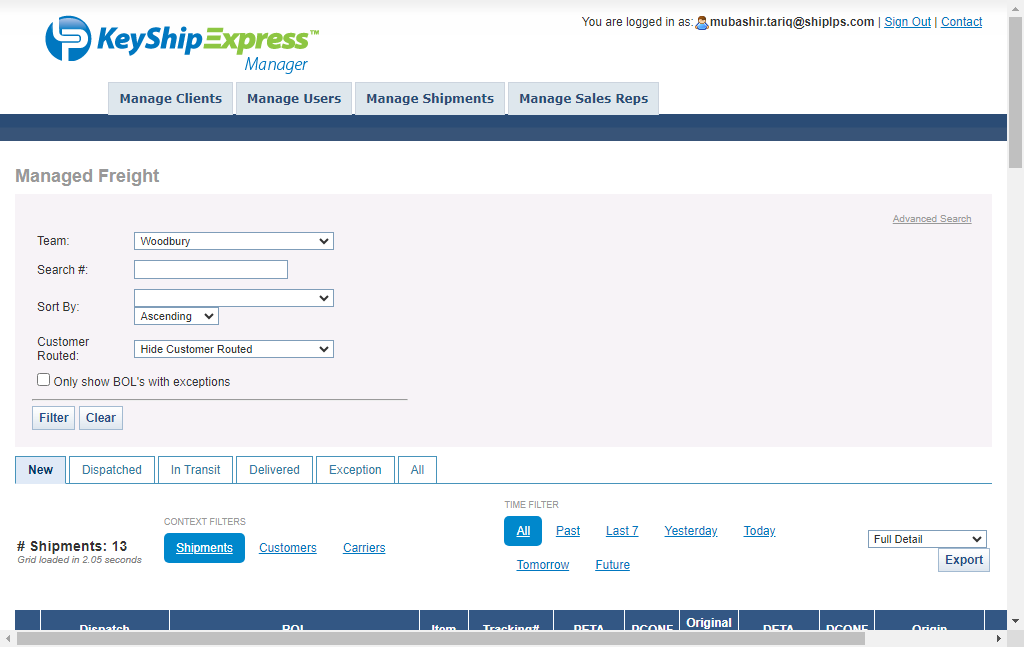 You are logged in as: mubashir.tariq@shiplps.com | Sign Out | Contact
KeyShipExpress™
Manager
Manage Clients Manage Users Manage Shipments Manage Sales Reps
Managed Freight
Advanced Search
Team: Woodbury
Search #:
Sort By:
Ascending
Customer
Routed: Hide Customer Routed
Only show BOL's with exceptions
Filter Clear
New Dispatched In Transit Delivered Exception All
CONTEXT FILTERS
TIME FILTER
# Shipments: 13
Grid loaded in 2.05 seconds
Shipments Customers Carriers
All Past Last 7 Yesterday Today
Tomorrow Future
Full Detail
Export
Dispatch BOL Item Tracking# PETA PCONF Original DETA DCONF Origin